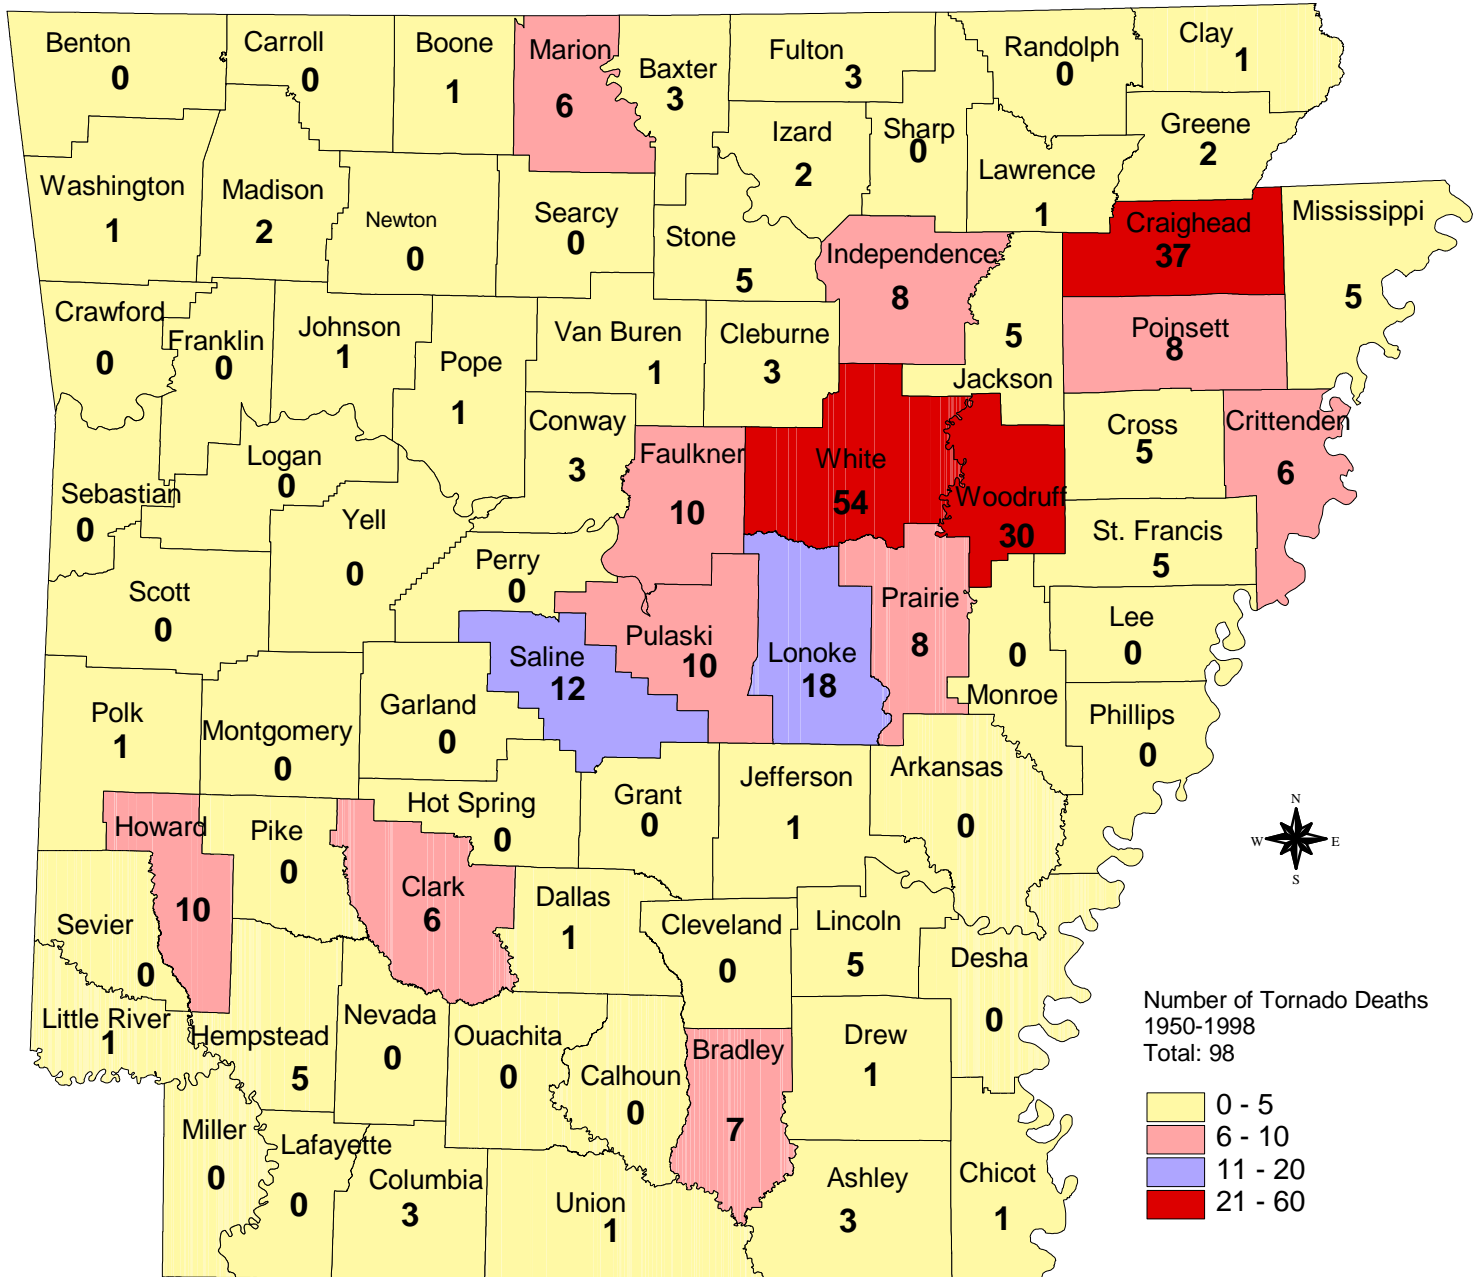 Benton
0
Carroll
0
Boone
1
Marion
6
Baxter
3
Fulton
3
Randolph
0
Clay
1
Izard
2
Sharp
0
Lawrence
1
Greene
2
Washington
1
Madison
2
Newton
0
Searcy
0
Stone
5
Independence
8
Craighead
37
Mississippi
5
Crawford
0
Franklin
0
Johnson
1
Pope
1
Van Buren
1
Cleburne
3
5
Jackson
Poinsett
8
Sebastian
0
Logan
0
Conway
3
Faulkner
10
White
54
Woodruff
30
Cross
5
Crittenden
6
Yell
0
Perry
0
St. Francis
5
Scott
0
Saline
12
Pulaski
10
Lonoke
18
Prairie
8
0
Monroe
Lee
0
Polk
1
Montgomery
0
Garland
0
Phillips
0
Hot Spring
0
Grant
0
Jefferson
1
Arkansas
0
Howard
10
Pike
0
Clark
6
Dallas
1
Cleveland
0
Lincoln
5
Desha
0
Sevier
0
Little River
1
Hempstead
5
Nevada
0
Ouachita
0
Calhoun
0
Bradley
7
Drew
1
Miller
0
Lafayette
0
Columbia
3
Union
1
Ashley
3
Chicot
1
N
W E
S
Number of Tornado Deaths
1950-1998
Total: 98
0 - 5
6 - 10
11 - 20
21 - 60